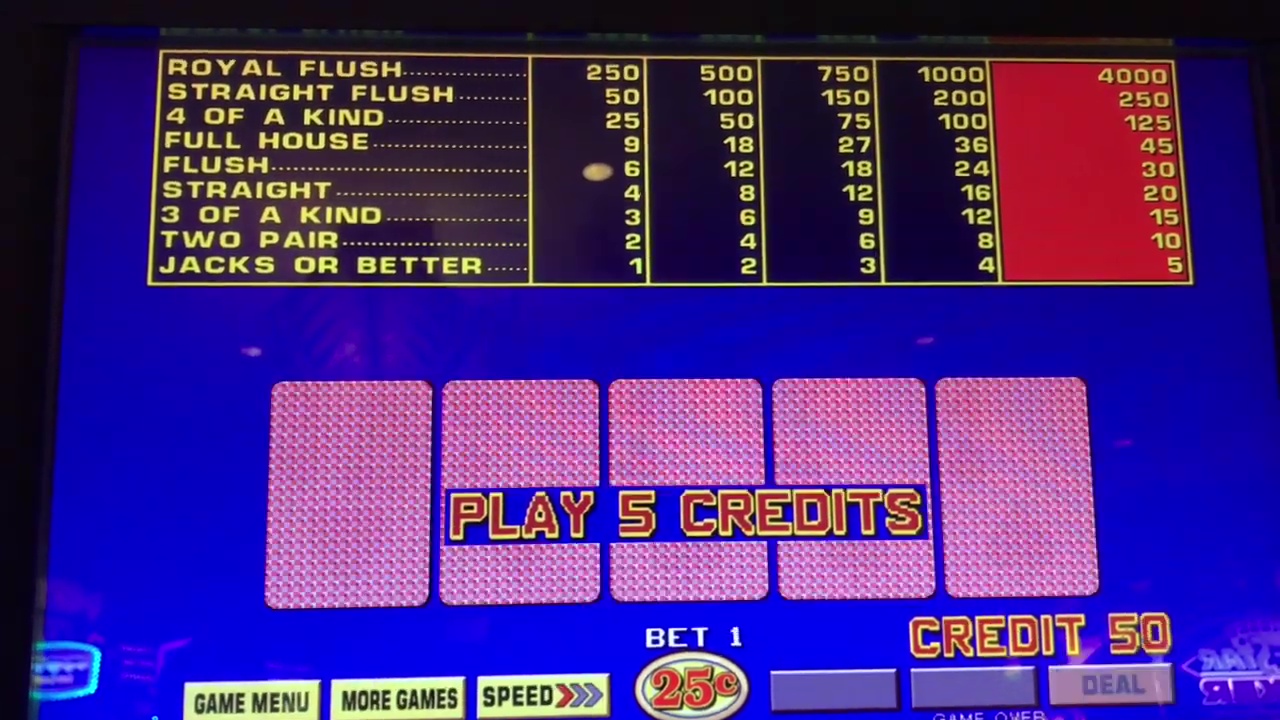 ROYAL FLUSH 250 500 750 1000 4000
STRAIGHT FLUSH 50 100 150 200 250
4 OF A KIND 25 50 75 100 125
FULL HOUSE 9 18 27 36 45
FLUSH 6 12 18 24 30
STRAIGHT 4 8 12 16 20
3 OF A KIND 3 6 9 12 15
TWO PAIR 2 4 6 8 10
JACKS OR BETTER 1 2 3 4 5
PLAY 5 CREDITS
BET 1
CREDIT 50
GAME MENU
MORE GAMES
SPEED
25¢
DEAL
GAME OVER